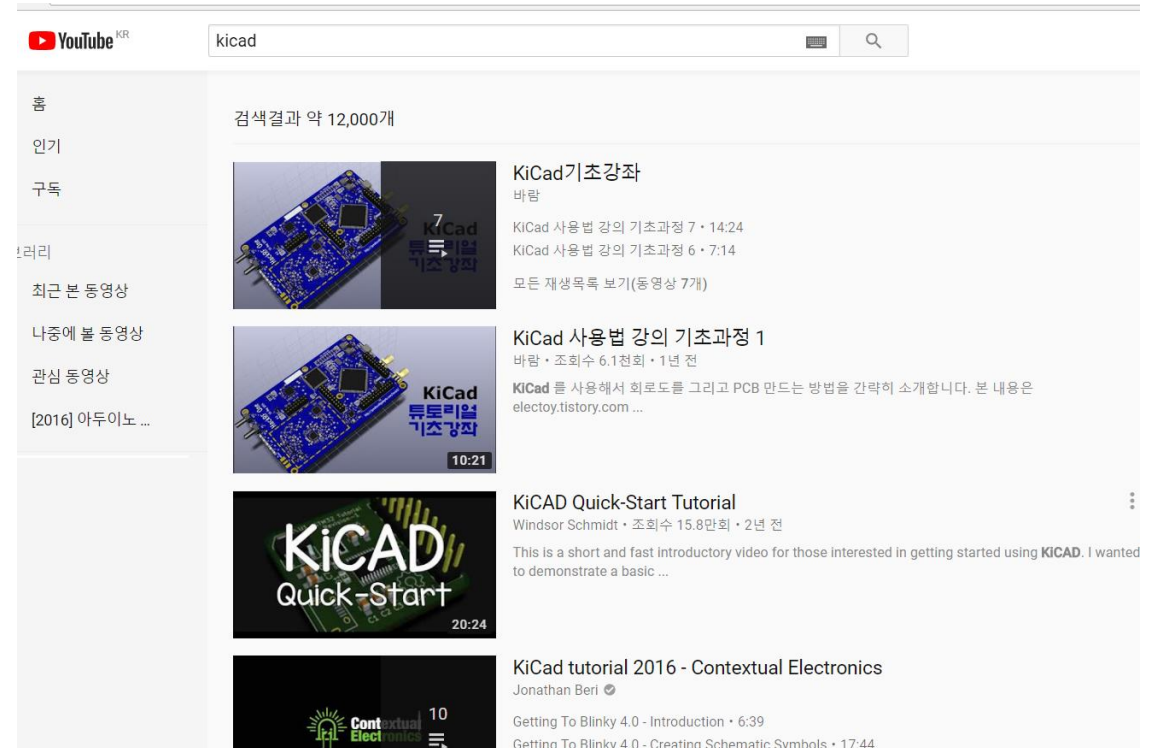 YouTube KR
kicad
홈
인기
구독
최근 본 동영상
나중에 볼 동영상
관심 동영상
[2016] 아두이노 ...
검색결과 약 12,000개
7
KiCad
튜토리얼
기초강좌
KiCad기초강좌
바람
KiCad 사용법 강의 기초과정 7 • 14:24
KiCad 사용법 강의 기초과정 6 • 7:14
모든 재생목록 보기(동영상 7개)
KiCad
튜토리얼
기초강좌
10:21
KiCad 사용법 강의 기초과정 1
바람 • 조회수 6.1천회 • 1년 전
KiCad 를 사용해서 회로도를 그리고 PCB 만드는 방법을 간략히 소개합니다. 본 내용은
electoy.tistory.com ...
KiCAD
Quick-Start
20:24
KiCAD Quick-Start Tutorial
Windsor Schmidt • 조회수 15.8만회 • 2년 전
This is a short and fast introductory video for those interested in getting started using KiCAD. I wanted
to demonstrate a basic ...
Contextual
Electronics
10
KiCad tutorial 2016 - Contextual Electronics
Jonathan Beri
Getting To Blinky 4.0 - Introduction • 6:39
Getting To Blinky 4.0 - Creating Schematic Symbols • 17:44